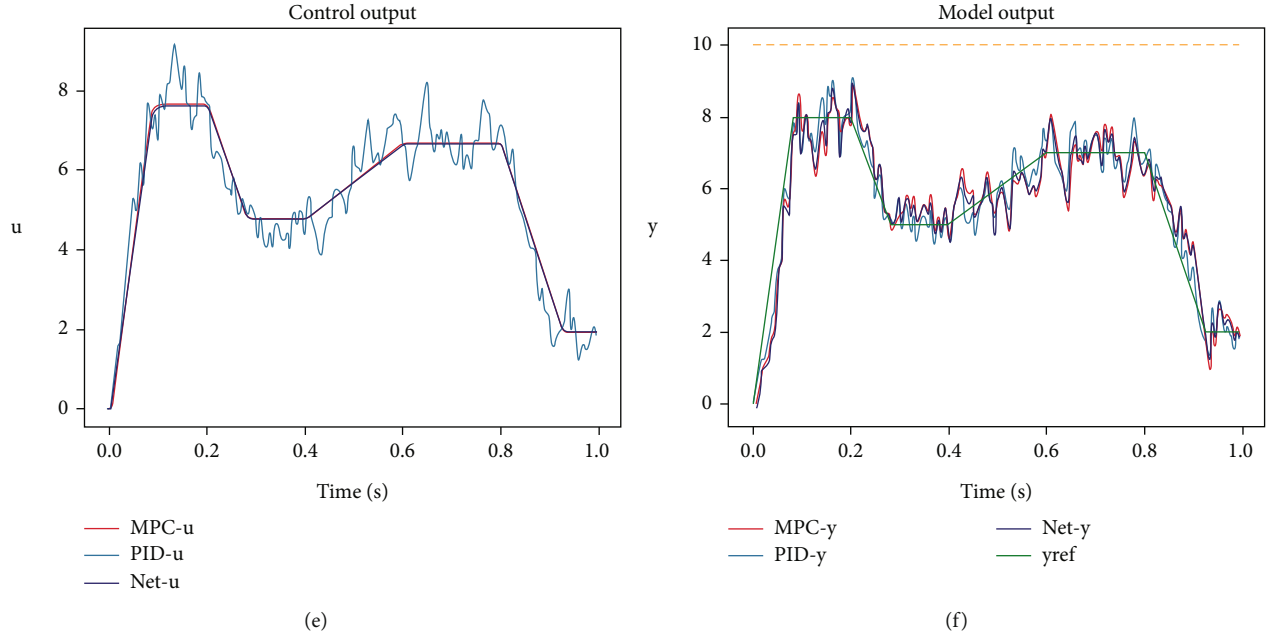 Control output
8
6
4
2
0
u
0.0 0.2 0.4 0.6 0.8 1.0
Time (s)
MPC-u
PID-u
Net-u
(e)
Model output
10
8
6
4
2
0
y
0.0 0.2 0.4 0.6 0.8 1.0
Time (s)
MPC-y
PID-y
Net-y
yref
(f)